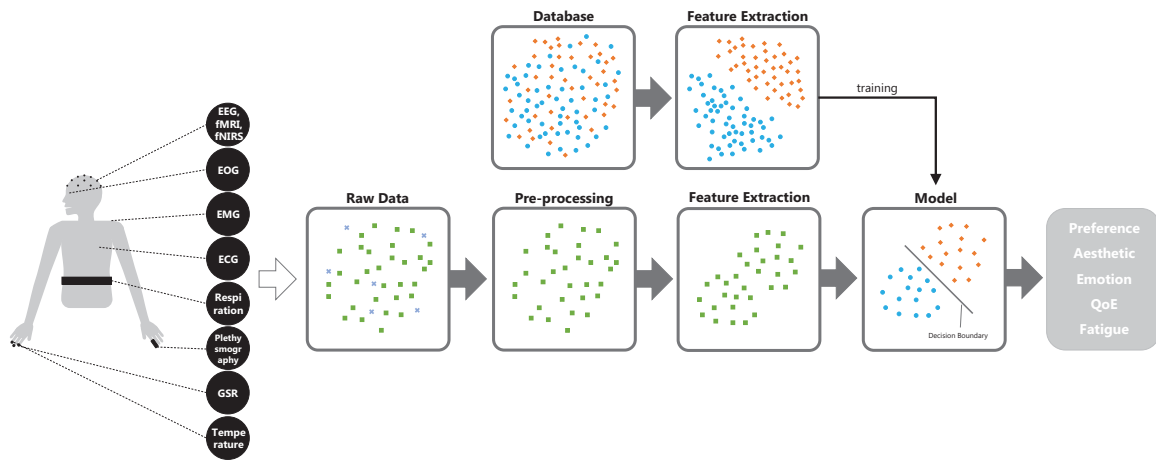 Database
Feature Extraction
training
EEG,
fMRI,
fNIRS
EOG
EMG
ECG
Respi
ration
Plethy
smogr
aphy
GSR
Tempe
rature
Raw Data
Pre-processing
Feature Extraction
Model
Decision Boundary
Preference
Aesthetic
Emotion
QoE
Fatigue